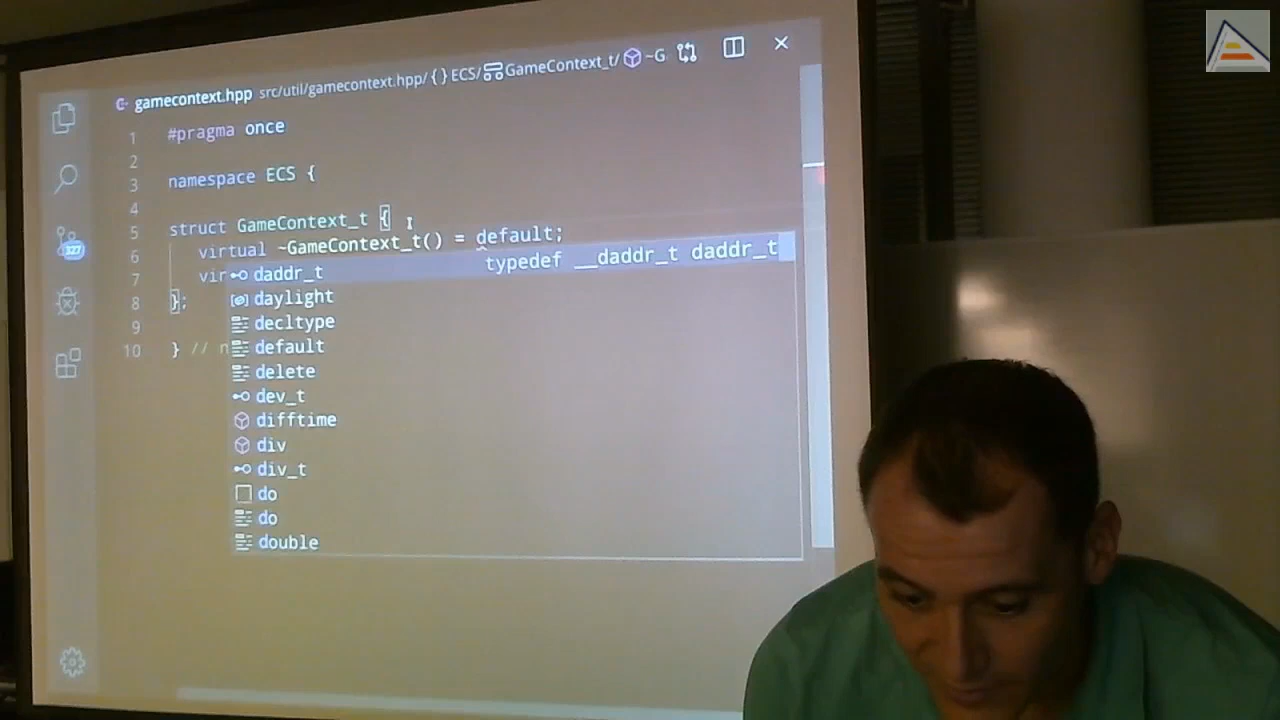 gamecontext.hpp src/util/gamecontext.hpp/{}ECS/GameContext_t/~G
1 #pragma once
2
3 namespace ECS {
4
5 struct GameContext_t {
6 virtual ~GameContext_t() = default;
7 vir
8 };
9
10 } // n
327
daddr_t typedef __daddr_t daddr_t
daylight
decltype
default
delete
dev_t
difftime
div
div_t
do
do
double